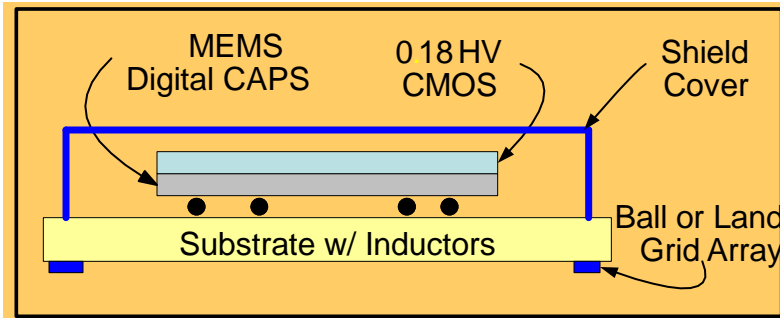 MEMS
Digital CAPS
0.18 HV
CMOS
Shield
Cover
Substrate w/ Inductors
Ball or Land
Grid Array